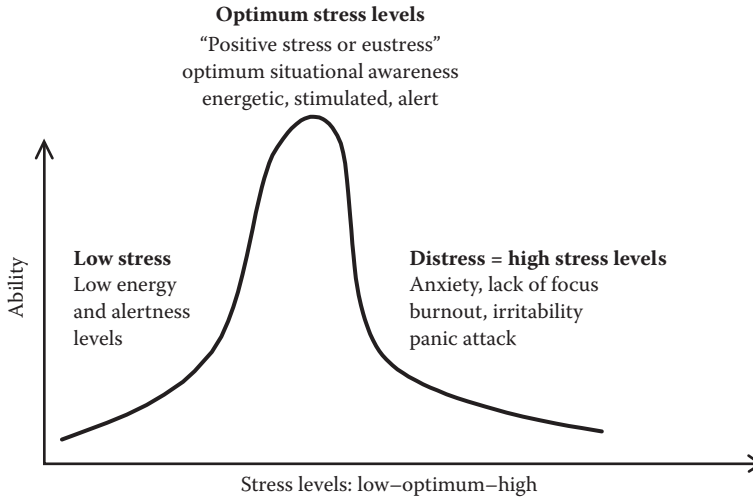 Optimum stress levels
“Positive stress or eustress”
optimum situational awareness
energetic, stimulated, alert
Ability
Low stress
Low energy
and alertness
levels
Distress = high stress levels
Anxiety, lack of focus
burnout, irritability
panic attack
Stress levels: low–optimum–high